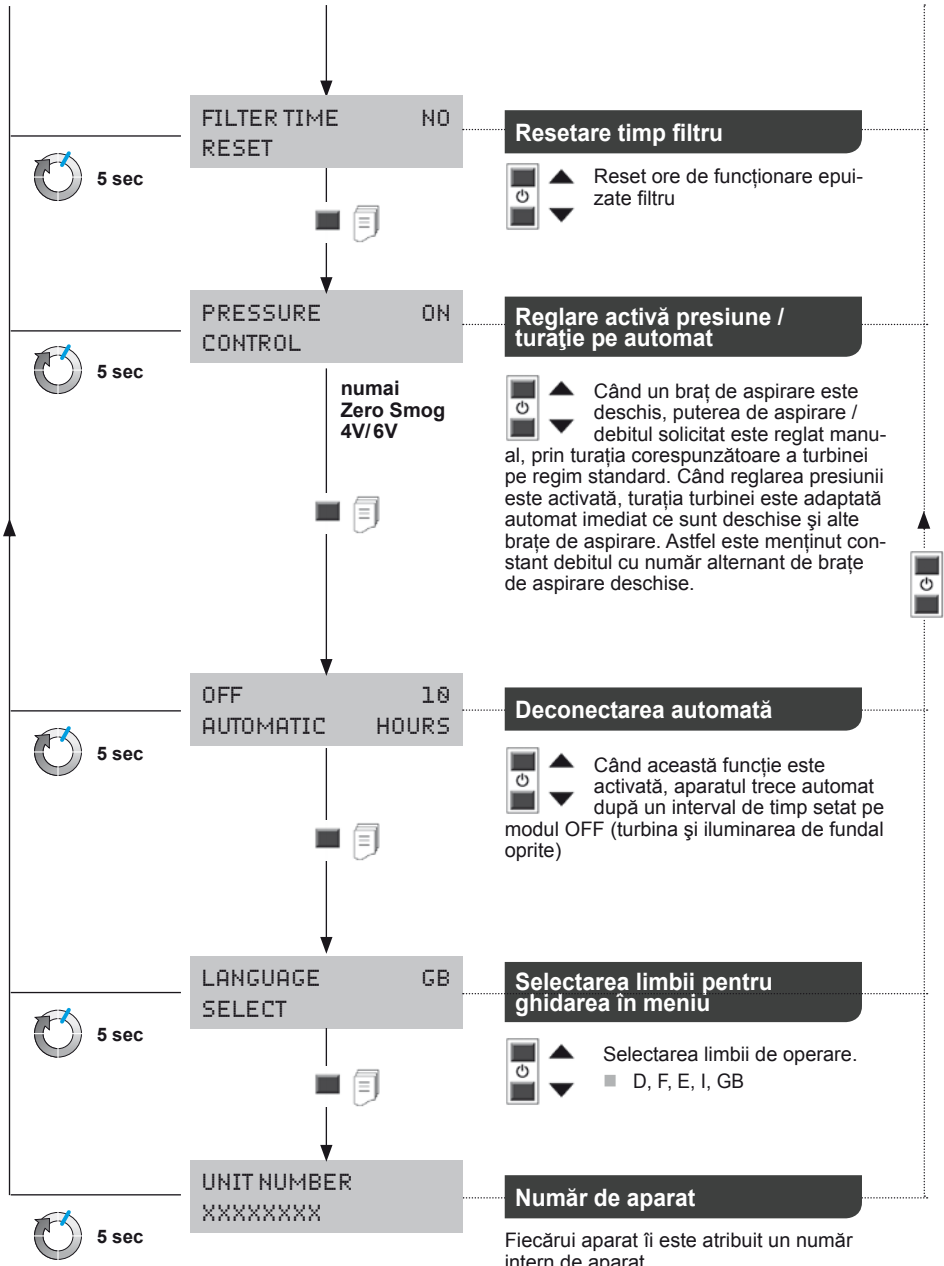 FILTER TIME NO
RESET
5 sec
Resetare timp filtru
Reset ore de funcționare epui-
zate filtru
PRESSURE ON
CONTROL
5 sec
numai
Zero Smog
4V/ 6V
Reglare activă presiune /
turaţie pe automat
Când un braț de aspirare este
deschis, puterea de aspirare /
debitul solicitat este reglat manu-
al, prin turația corespunzătoare a turbinei
pe regim standard. Când reglarea presiunii
este activată, turația turbinei este adaptată
automat imediat ce sunt deschise şi alte
brațe de aspirare. Astfel este menținut con-
stant debitul cu număr alternant de brațe
de aspirare deschise.
OFF 10
AUTOMATIC HOURS
5 sec
Deconectarea automată
Când această funcție este
activată, aparatul trece automat
după un interval de timp setat pe
modul OFF (turbina şi iluminarea de fundal
oprite)
LANGUAGE GB
SELECT
5 sec
Selectarea limbii pentru
ghidarea în meniu
Selectarea limbii de operare.
D, F, E, I, GB
UNIT NUMBER
XXXXXXXX
5 sec
Număr de aparat
Fiecărui aparat îi este atribuit un număr
intern de aparat